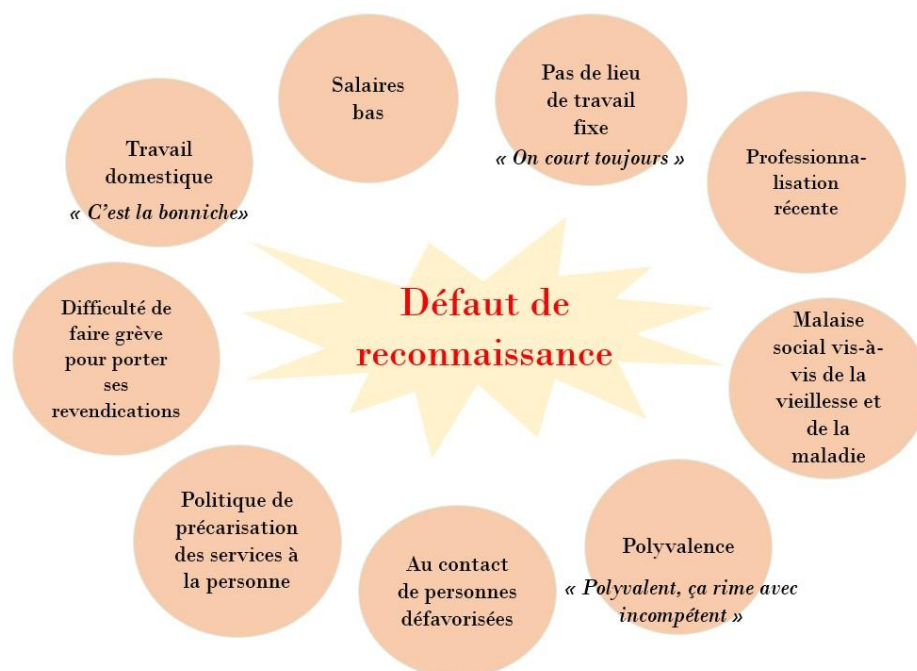 Salaires
bas
Pas de lieu
de travail
fixe
« On court toujours »
Travail
domestique
« C’est la bonniche»
Professionna-
lisation
récente
Défaut de
reconnaissance
Difficulté de
faire grève
pour porter
ses
revendications
Malaise
social vis-à-
vis de la
vieillesse et
de la
maladie
Politique de
précarisation
des services à
la personne
Au contact
de personnes
défavorisées
Polyvalence
« Polyvalent, ça rime avec
incompétent »